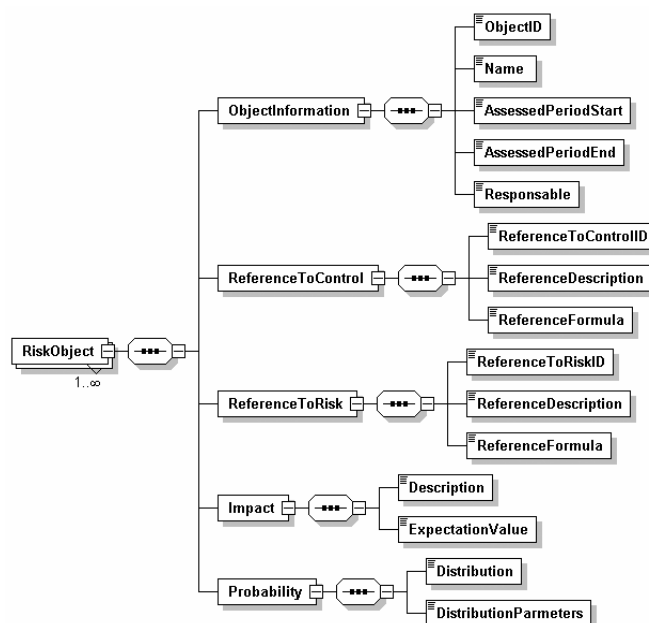 ObjectID
Name
ObjectInformation
AssessedPeriodStart
AssessedPeriodEnd
Responsable
ReferenceToControlID
ReferenceToControl
ReferenceDescription
ReferenceFormula
RiskObject
1..∞
ReferenceToRiskID
ReferenceToRisk
ReferenceDescription
ReferenceFormula
Description
Impact
ExpectationValue
Distribution
Probability
DistributionParmeters